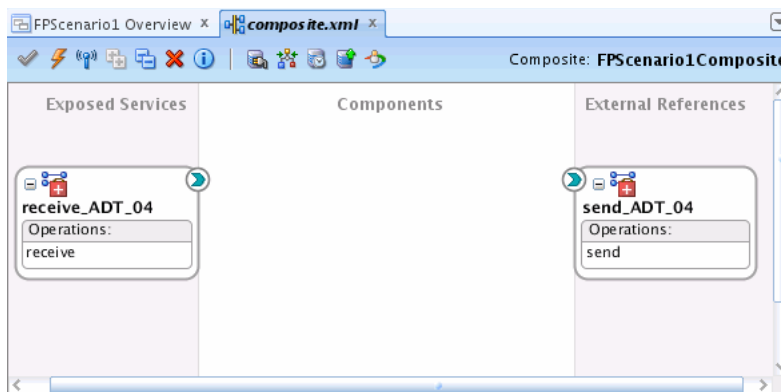 FPScenario1 Overview
composite.xml
Composite: FPScenario1Composite
Exposed Services
Components
External References
receive_ADT_04
Operations:
receive
send_ADT_04
Operations:
send